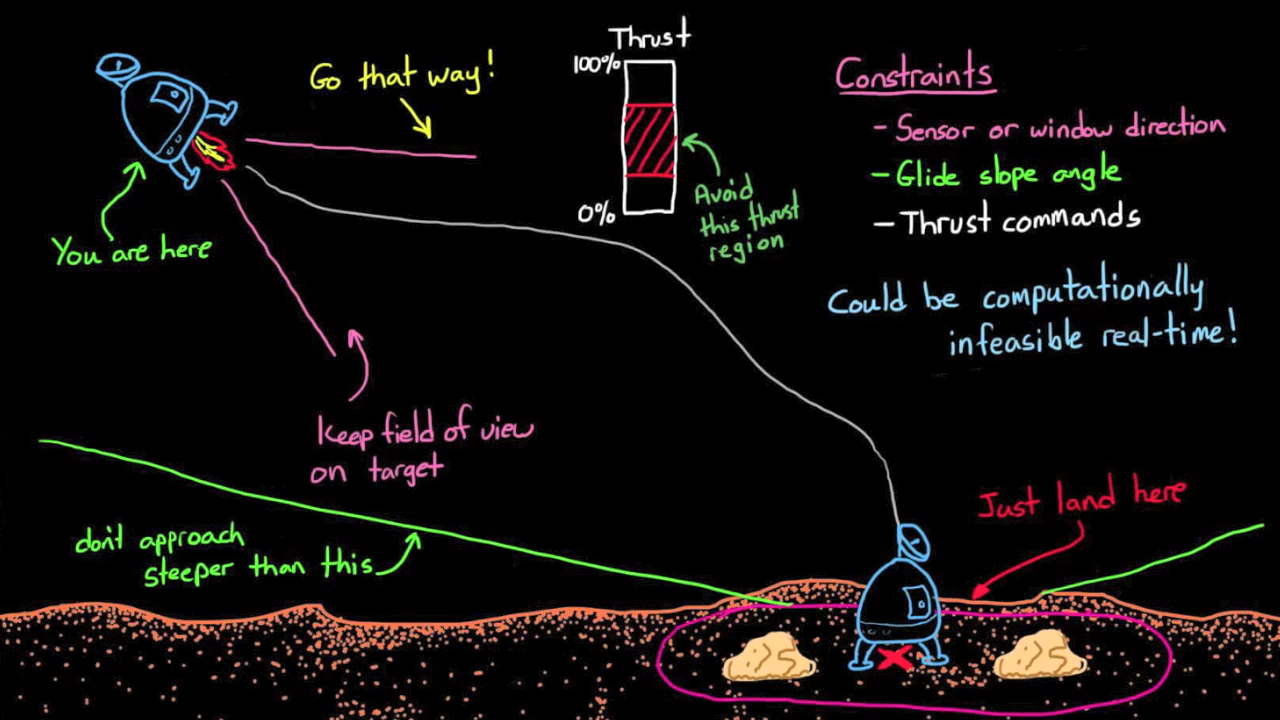 Go that way!
You are here
Keep field of view
on target
don't approach
steeper than this
Thrust
100%
0%
Avoid
this thrust
region
Constraints
- Sensor or window direction
- Glide slope angle
- Thrust commands
Could be computationally
infeasible real-time!
Just land here